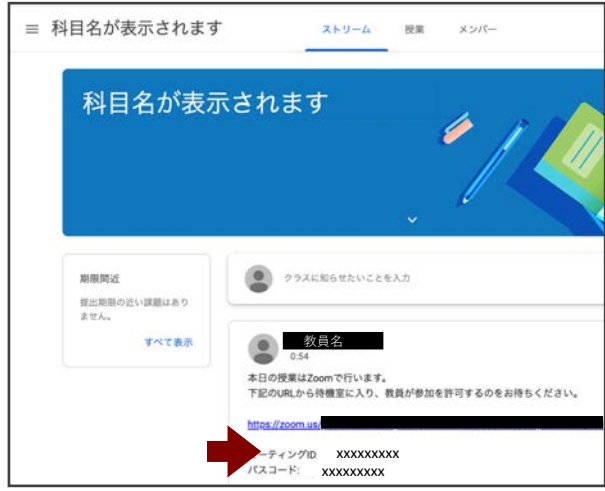 科目名が表示されます
ストリーム 授業 メンバー
科目名が表示されます
期限間近
提出期限の近い課題はあり
ません。
すべて表示
クラスに知らせたいことを入力
教員名
0:54
本日の授業はZoomで行います。
下記のURLから待機室に入り、教員が参加を許可するのをお待ちください。
https://zoom.us/
ーティングID xxxxxxxxx
パスコード: xxxxxxxxx